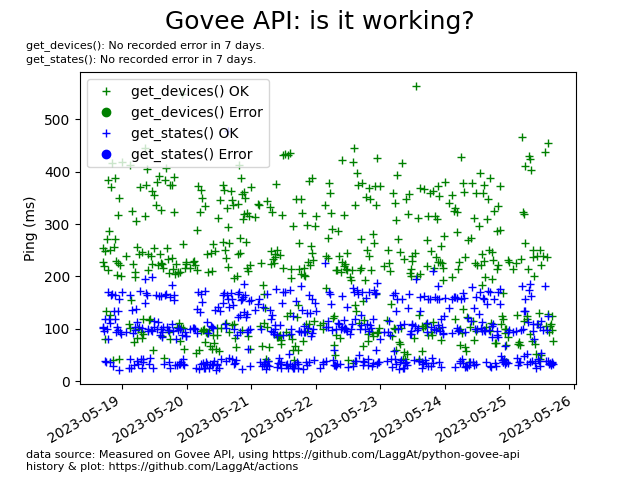 Govee API: is it working?
get_devices(): No recorded error in 7 days.
get_states(): No recorded error in 7 days.
get_devices() OK
get_devices() Error
get_states() OK
get_states() Error
Ping (ms)
500
400
300
200
100
0
2023-05-19
2023-05-20
2023-05-21
2023-05-22
2023-05-23
2023-05-24
2023-05-25
2023-05-26
data source: Measured on Govee API, using https://github.com/LaggAt/python-govee-api
history & plot: https://github.com/LaggAt/actions